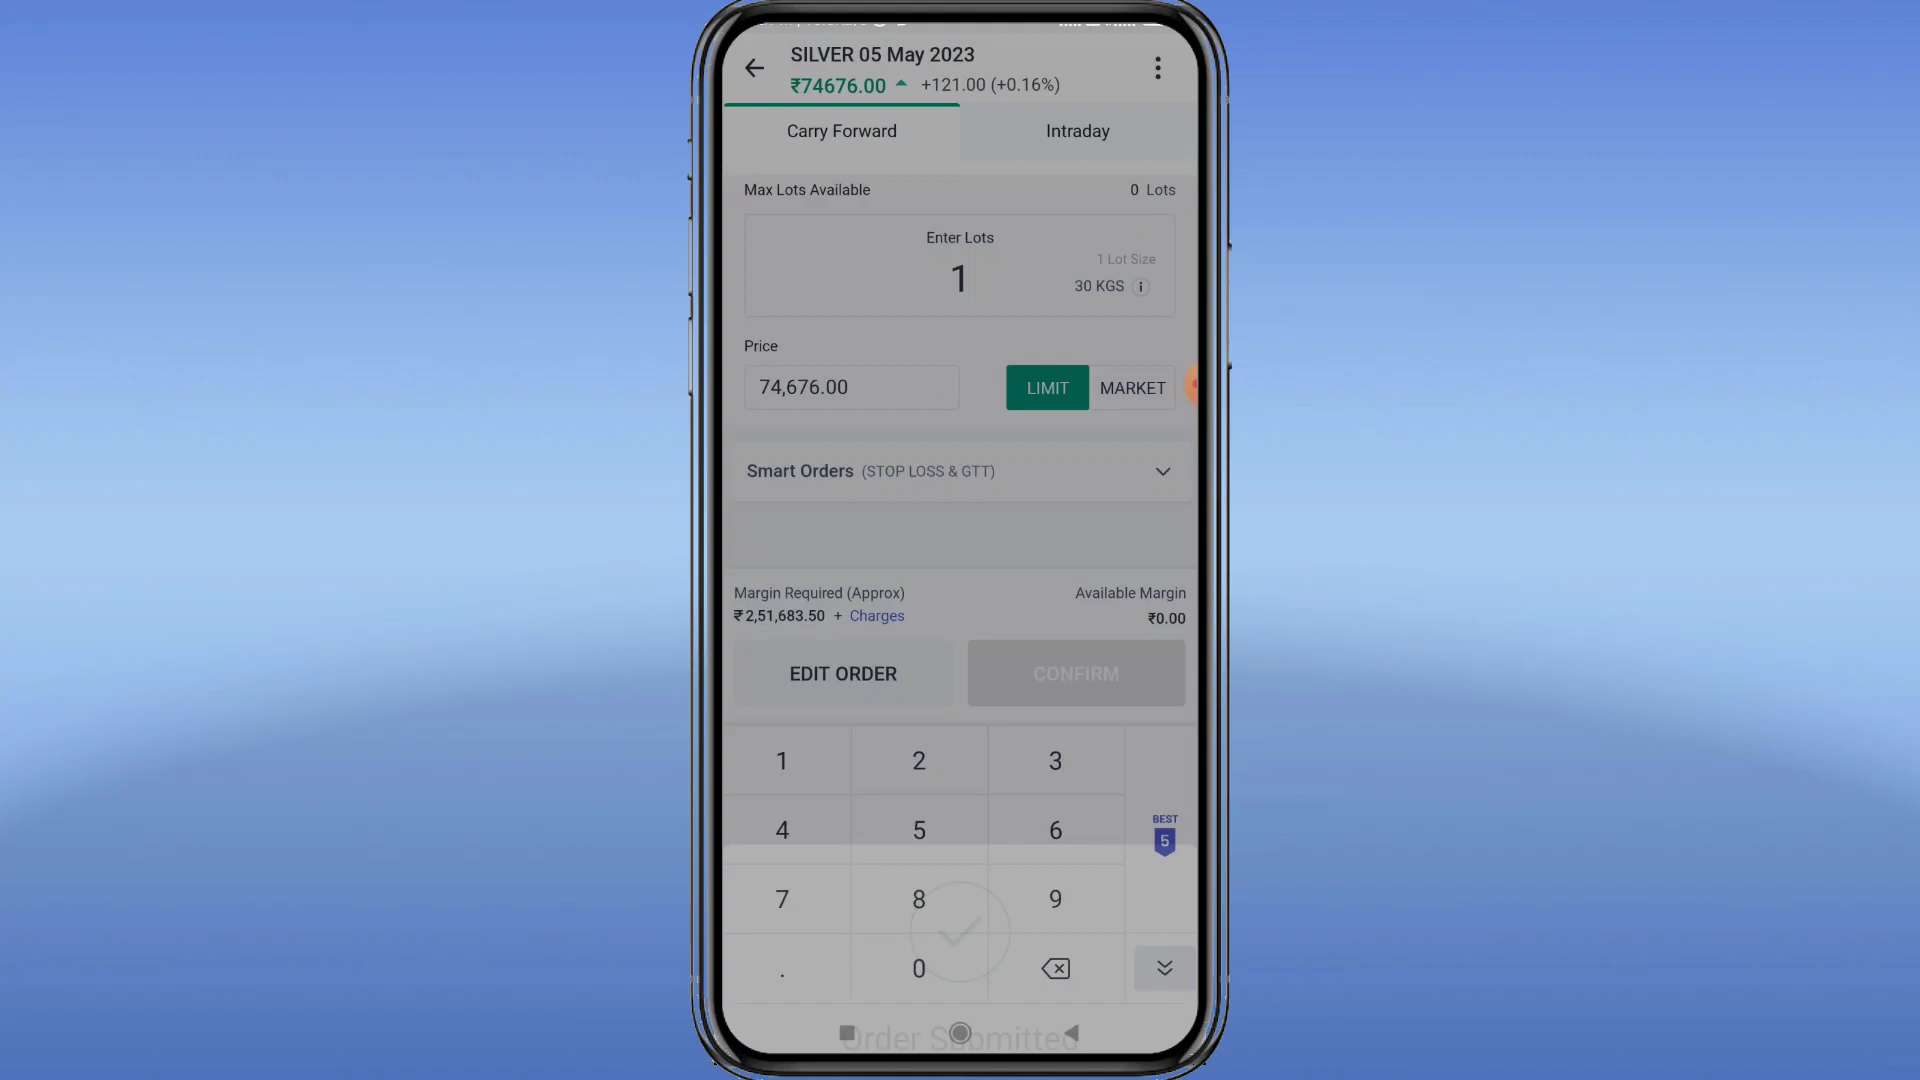 SILVER 05 May 2023
₹74676.00 +121.00 (+0.16%)
Carry Forward Intraday
Max Lots Available 0 Lots
Enter Lots
1 Lot Size
1
30 KGS i
Price
74,676.00 LIMIT MARKET
Smart Orders (STOP LOSS & GTT)
Margin Required (Approx) Available Margin
₹2,51,683.50 + Charges ₹0.00
EDIT ORDER CONFIRM
1 2 3
4 5 6
BEST
5
7 8 9
. 0
Order Submitted